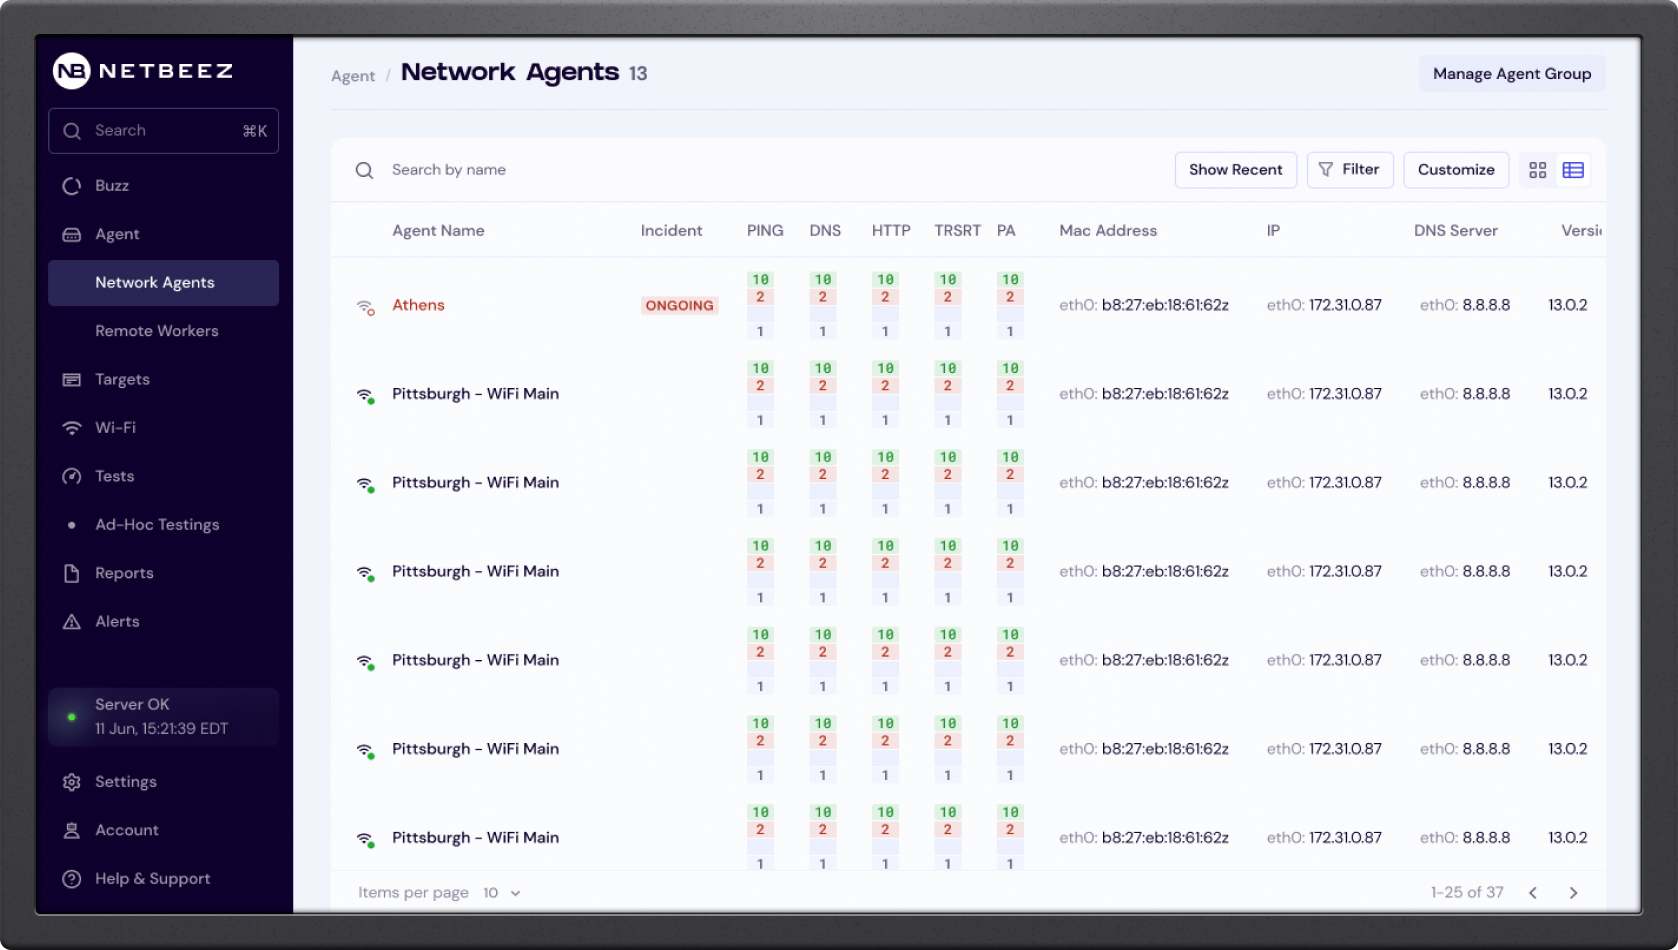 NB NETBEEZ
Search ⌘K
Buzz
Agent
Network Agents
Remote Workers
Targets
Wi-Fi
Tests
Ad-Hoc Testings
Reports
Alerts
Server OK
11 Jun, 15:21:39 EDT
Settings
Account
Help & Support
Agent / Network Agents 13
Manage Agent Group
Search by name
Show Recent
Filter
Customize
Agent Name Incident PING DNS HTTP TRSRT PA Mac Address IP DNS Server Versi
10 10 10 10 10
2 2 2 2 2
Athens ONGOING eth0: b8:27:eb:18:61:62z eth0: 172.31.0.87 eth0: 8.8.8.8 13.0.2
1 1 1 1 1
10 10 10 10 10
2 2 2 2 2
Pittsburgh - WiFi Main eth0: b8:27:eb:18:61:62z eth0: 172.31.0.87 eth0: 8.8.8.8 13.0.2
1 1 1 1 1
10 10 10 10 10
2 2 2 2 2
Pittsburgh - WiFi Main eth0: b8:27:eb:18:61:62z eth0: 172.31.0.87 eth0: 8.8.8.8 13.0.2
1 1 1 1 1
10 10 10 10 10
2 2 2 2 2
Pittsburgh - WiFi Main eth0: b8:27:eb:18:61:62z eth0: 172.31.0.87 eth0: 8.8.8.8 13.0.2
1 1 1 1 1
10 10 10 10 10
2 2 2 2 2
Pittsburgh - WiFi Main eth0: b8:27:eb:18:61:62z eth0: 172.31.0.87 eth0: 8.8.8.8 13.0.2
1 1 1 1 1
10 10 10 10 10
2 2 2 2 2
Pittsburgh - WiFi Main eth0: b8:27:eb:18:61:62z eth0: 172.31.0.87 eth0: 8.8.8.8 13.0.2
1 1 1 1 1
10 10 10 10 10
2 2 2 2 2
Pittsburgh - WiFi Main eth0: b8:27:eb:18:61:62z eth0: 172.31.0.87 eth0: 8.8.8.8 13.0.2
1 1 1 1 1
Items per page 10
1-25 of 37